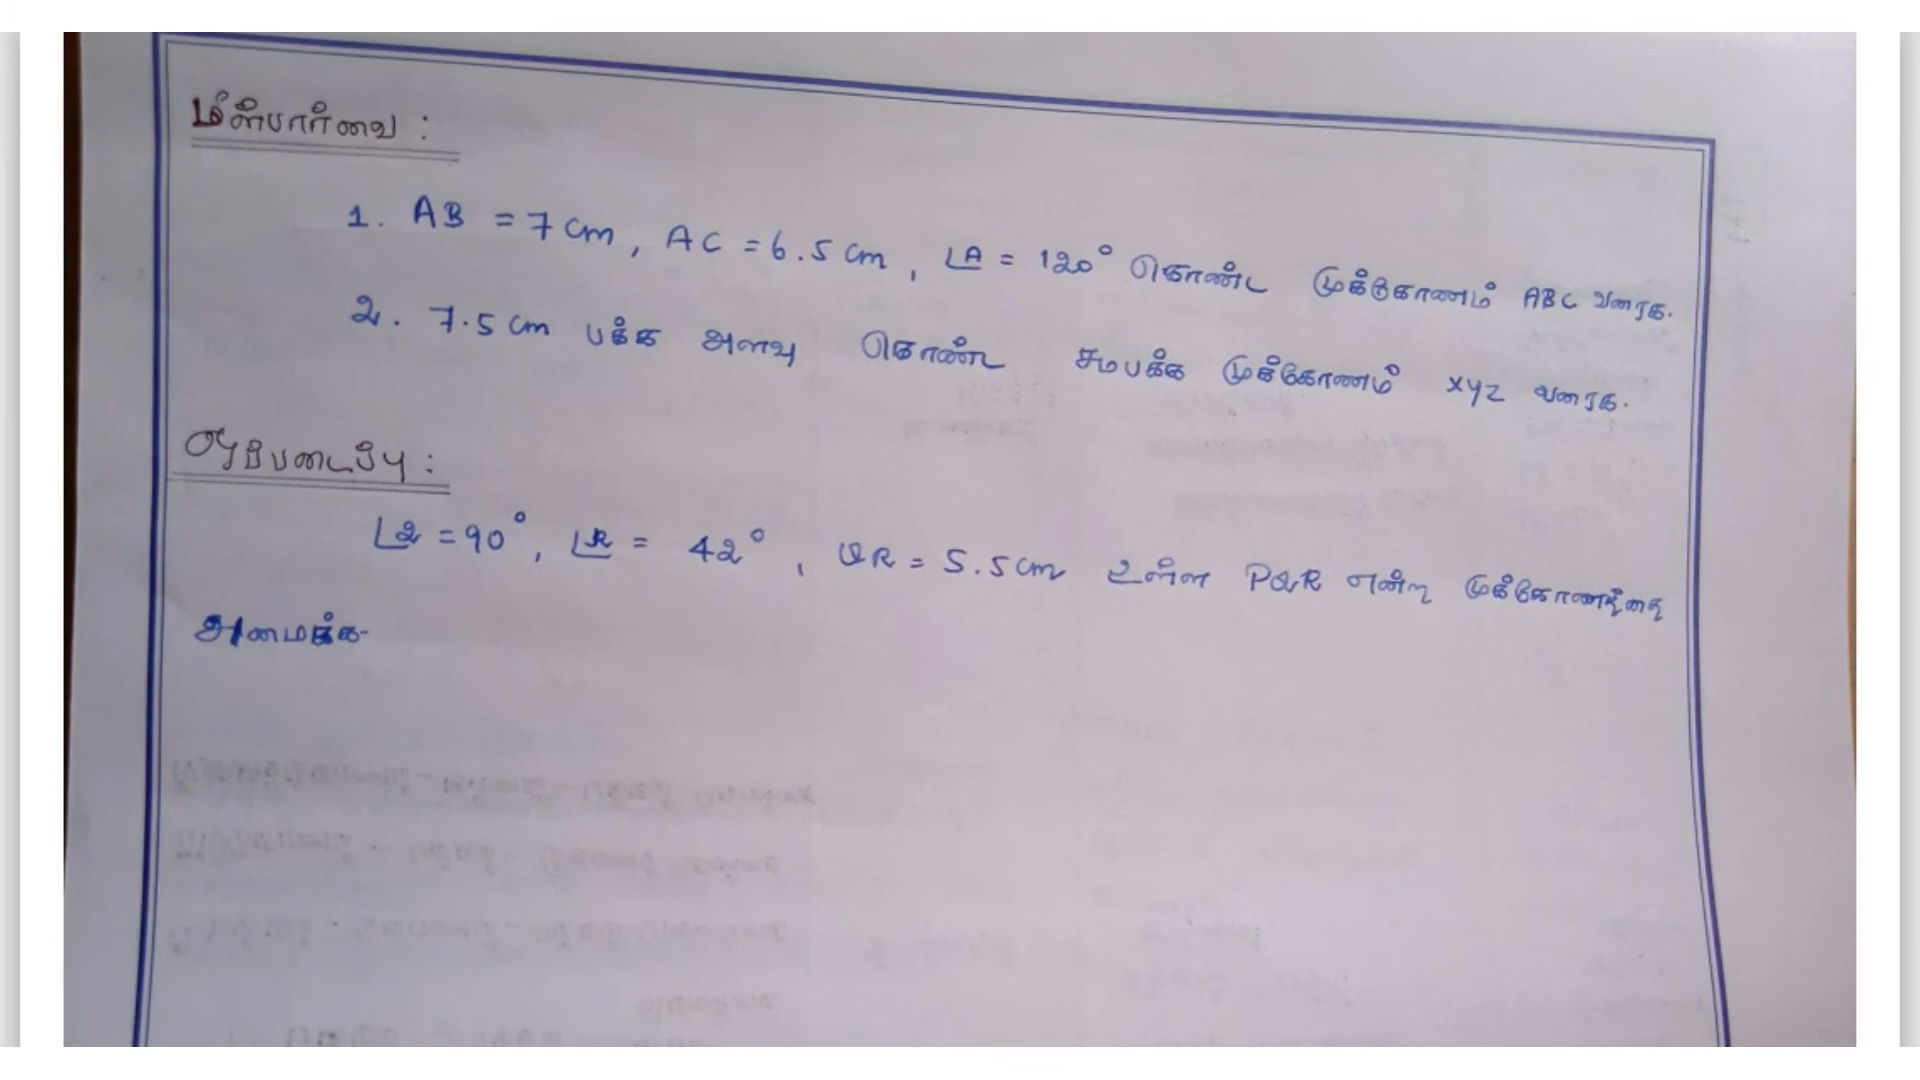 மீள்பார்வை :
1. AB = 7 cm, AC = 6.5 cm, ∠A = 120° கொண்ட முக்கோணம் ABC வரைக.
2. 7.5 cm பக்க அளவு கொண்ட சமபக்க முக்கோணம் XYZ வரைக.
ஒப்படைப்பு :
∠Q = 90°, ∠R = 42°, QR = 5.5 cm உள்ள PQR என்ற முக்கோணத்தை
அமைக்க.